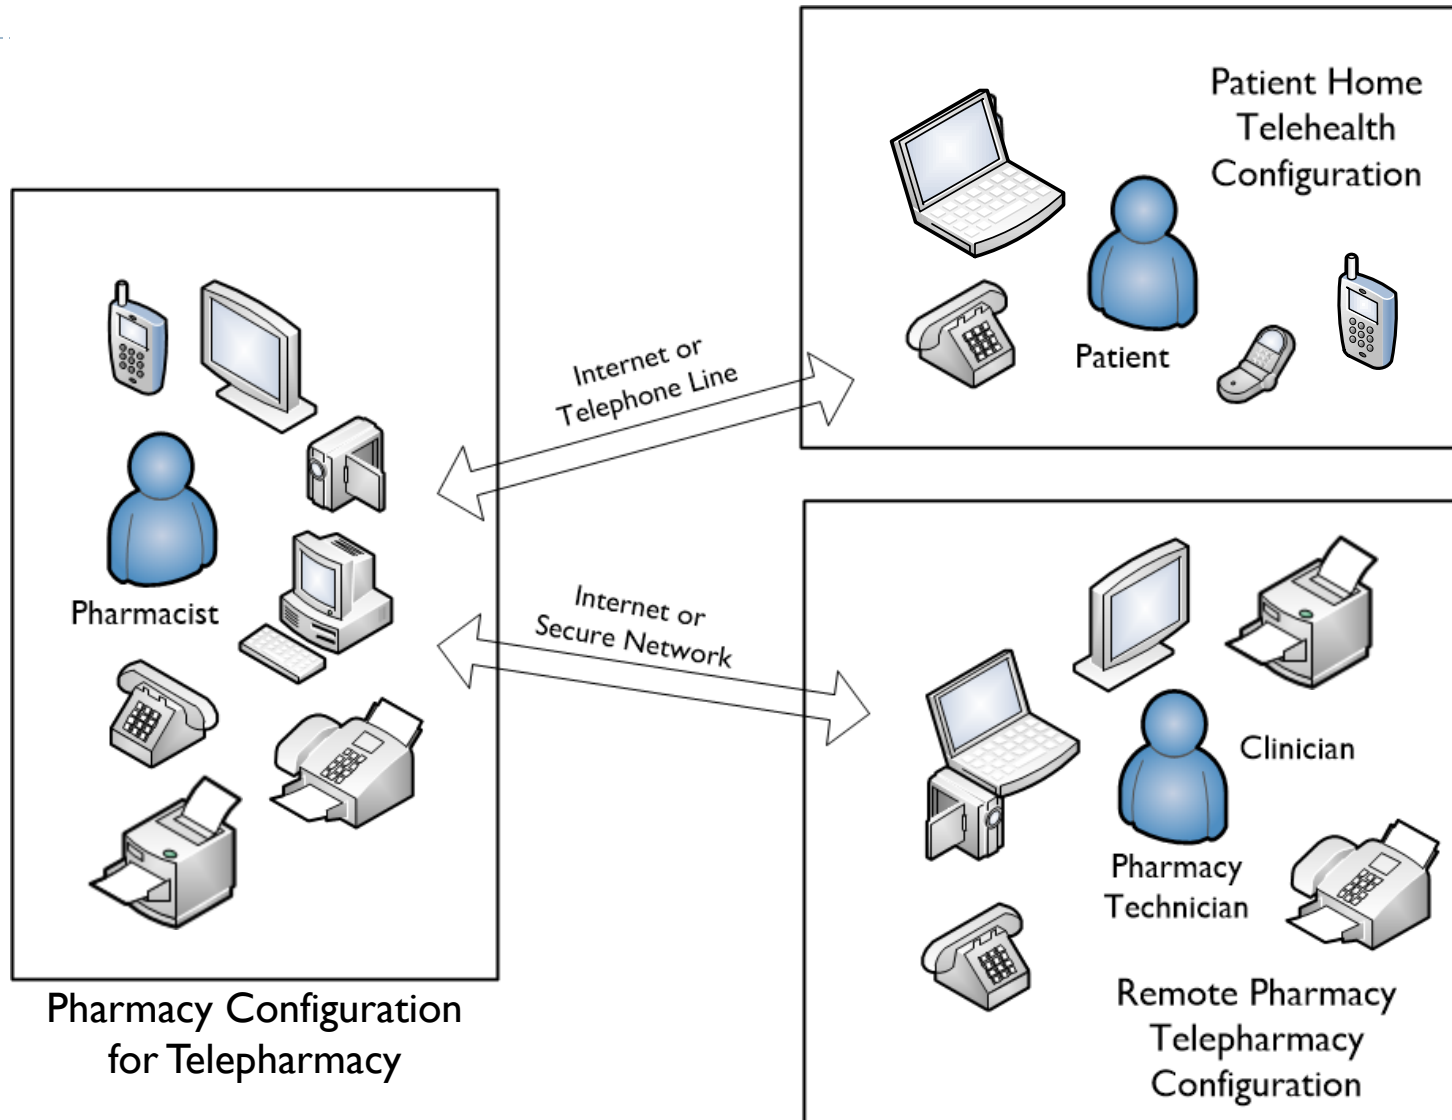 Patient Home
Telehealth
Configuration
Patient
Internet or
Telephone Line
Pharmacist
Internet or
Secure Network
Clinician
Pharmacy
Technician
Remote Pharmacy
Telepharmacy
Configuration
Pharmacy Configuration
for Telepharmacy